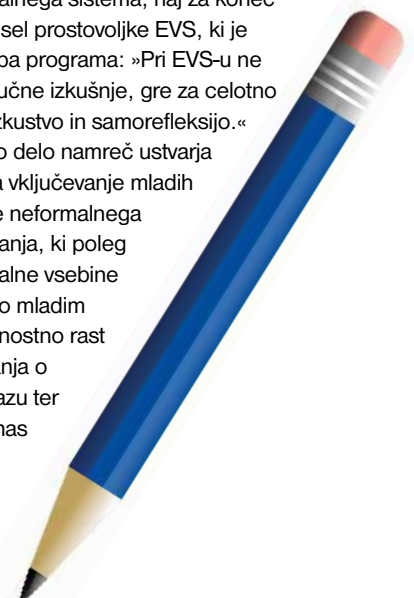 alnega sistema, naj za konec
sel prostovoljke EVS, ki je
ba programa: »Pri EVS-u ne
učne izkušnje, gre za celotno
zkustvo in samorefleksijo.«
o delo namreč ustvarja
a vključevanje mladih
e neformalnega
anja, ki poleg
alne vsebine
o mladim
nostno rast
anja o
azu ter
nas